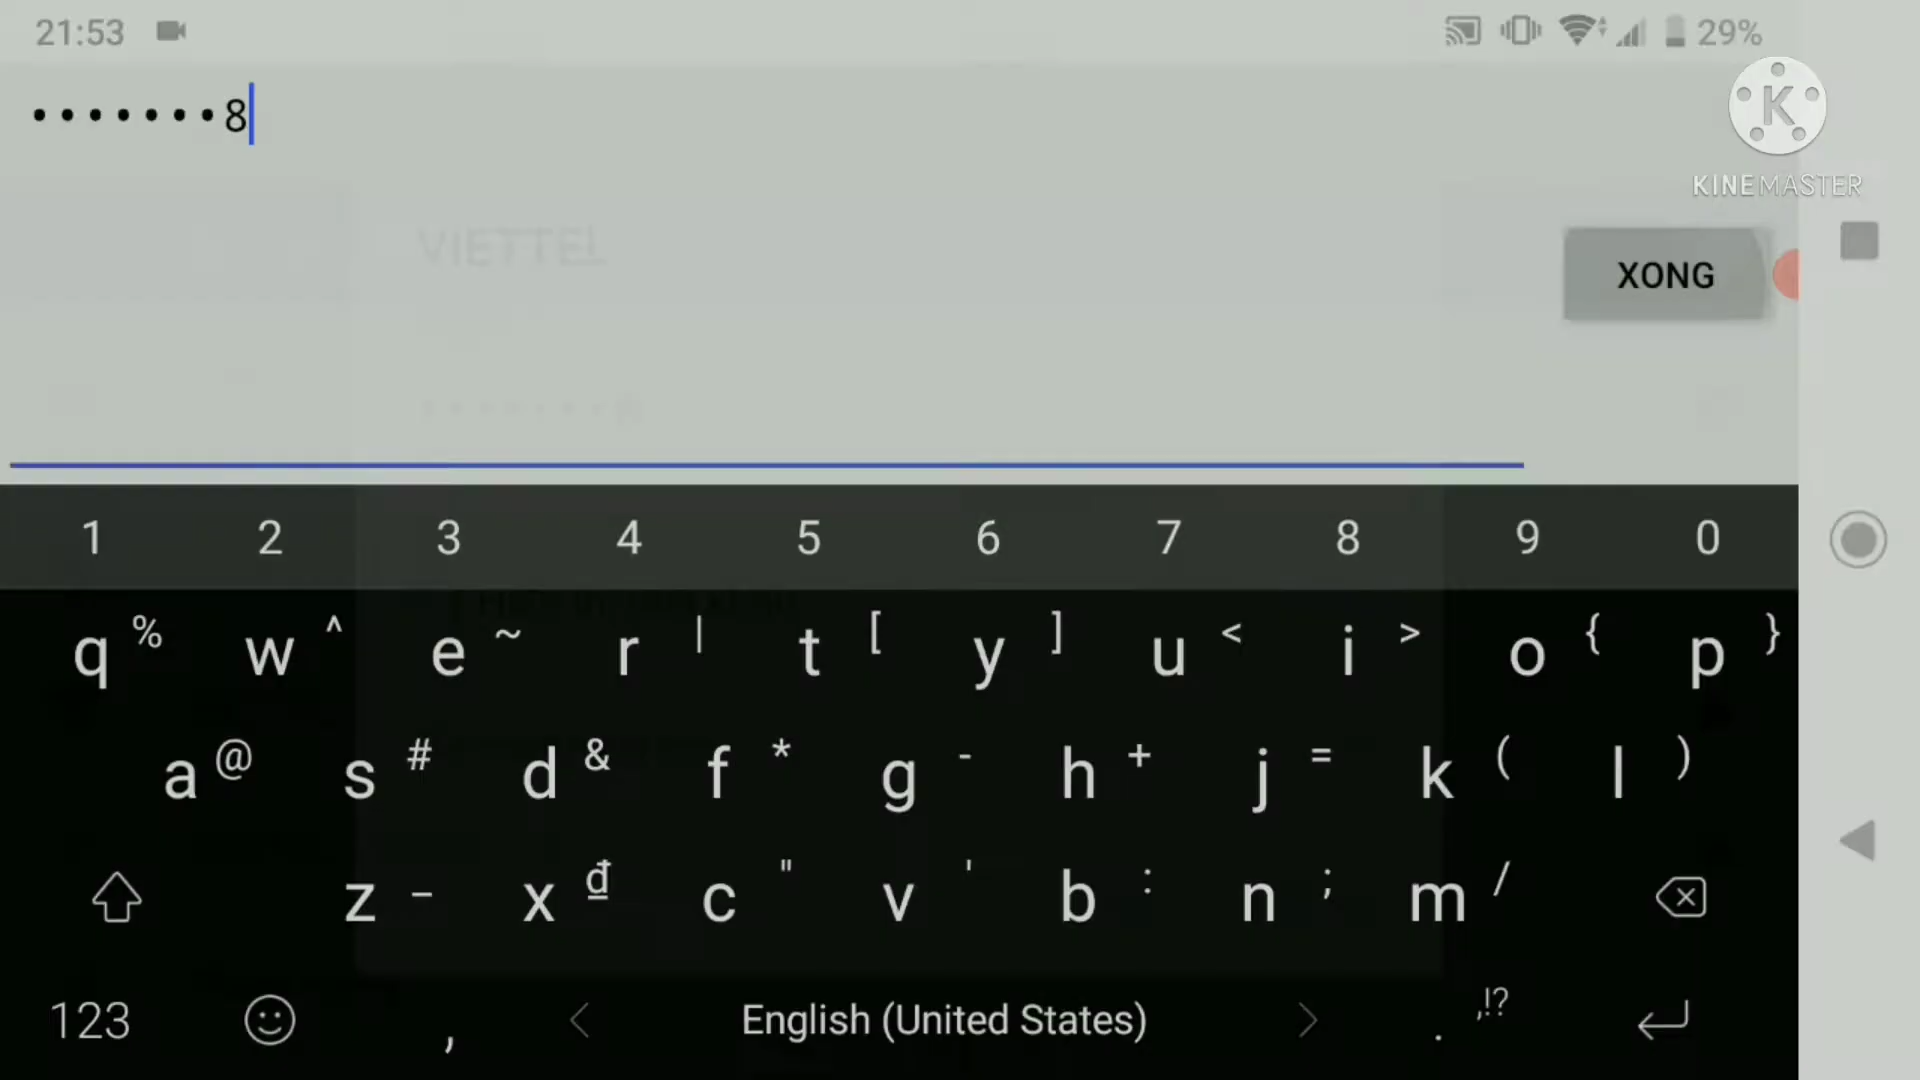 21:53 29%
•••••••8
KINEMASTER
VIETTEL
XONG
1 2 3 4 5 6 7 8 9 0
q % w ^ e ~ r | t [ y ] u < i > o { p }
a @ s # d & f * g - h + j = k ( l )
z _ x ₫ c " v ' b : n ; m /
123 , < English (United States) > . ,!?